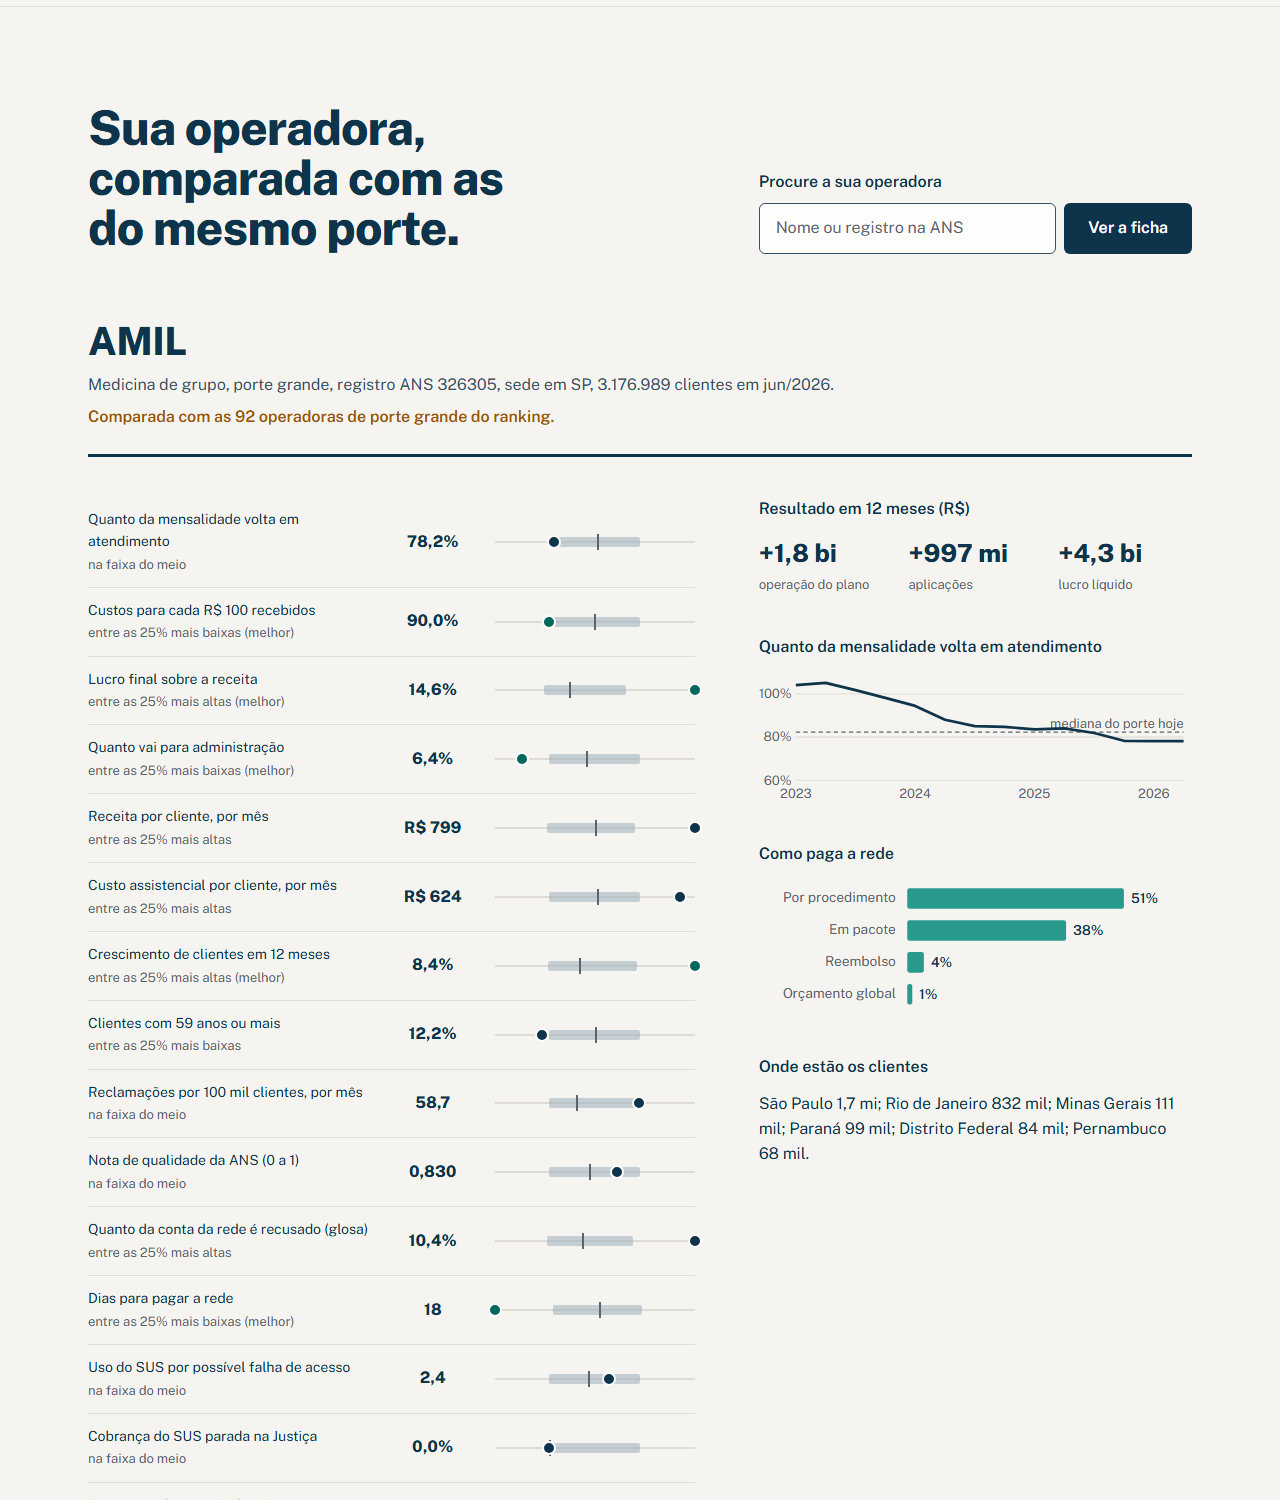 Sua operadora,
comparada com as
do mesmo porte.
Procure a sua operadora
Nome ou registro na ANS
Ver a ficha
AMIL
Medicina de grupo, porte grande, registro ANS 326305, sede em SP, 3.176.989 clientes em jun/2026.
Comparada com as 92 operadoras de porte grande do ranking.
Quanto da mensalidade volta em
atendimento
na faixa do meio
78,2%
Custos para cada R$ 100 recebidos
entre as 25% mais baixas (melhor)
90,0%
Lucro final sobre a receita
entre as 25% mais altas (melhor)
14,6%
Quanto vai para administração
entre as 25% mais baixas (melhor)
6,4%
Receita por cliente, por mês
entre as 25% mais altas
R$ 799
Custo assistencial por cliente, por mês
entre as 25% mais altas
R$ 624
Crescimento de clientes em 12 meses
entre as 25% mais altas (melhor)
8,4%
Clientes com 59 anos ou mais
entre as 25% mais baixas
12,2%
Reclamações por 100 mil clientes, por mês
na faixa do meio
58,7
Nota de qualidade da ANS (0 a 1)
na faixa do meio
0,830
Quanto da conta da rede é recusado (glosa)
entre as 25% mais altas
10,4%
Dias para pagar a rede
entre as 25% mais baixas (melhor)
18
Uso do SUS por possível falha de acesso
na faixa do meio
2,4
Cobrança do SUS parada na Justiça
na faixa do meio
0,0%
Resultado em 12 meses (R$)
+1,8 bi
operação do plano
+997 mi
aplicações
+4,3 bi
lucro líquido
Quanto da mensalidade volta em atendimento
100%
mediana do porte hoje
80%
60%
2023
2024
2025
2026
Como paga a rede
Por procedimento
51%
Em pacote
38%
Reembolso
4%
Orçamento global
1%
Onde estão os clientes
São Paulo 1,7 mi; Rio de Janeiro 832 mil; Minas Gerais 111
mil; Paraná 99 mil; Distrito Federal 84 mil; Pernambuco
68 mil.